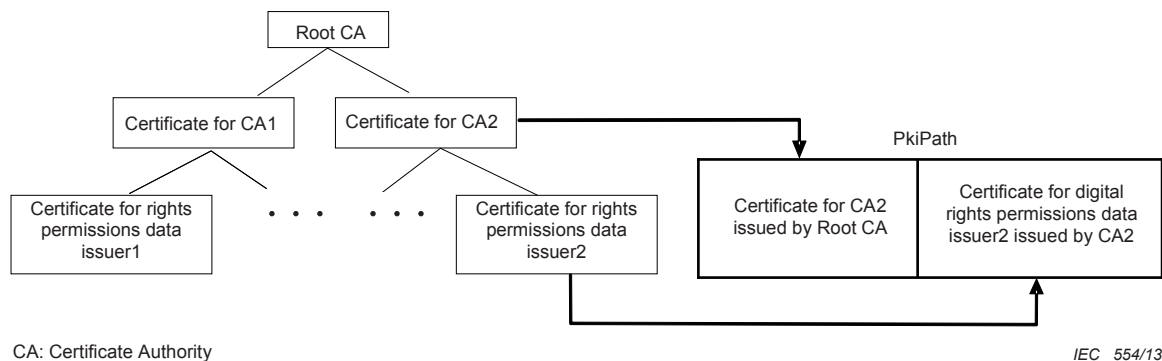 Root CA
Certificate for CA1
Certificate for CA2
PkiPath
Certificate for rights
permissions data
issuer1
• • •
• • •
Certificate for rights
permissions data
issuer2
Certificate for CA2
issued by Root CA
Certificate for digital
rights permissions data
issuer2 issued by CA2
CA: Certificate Authority
IEC 554/13